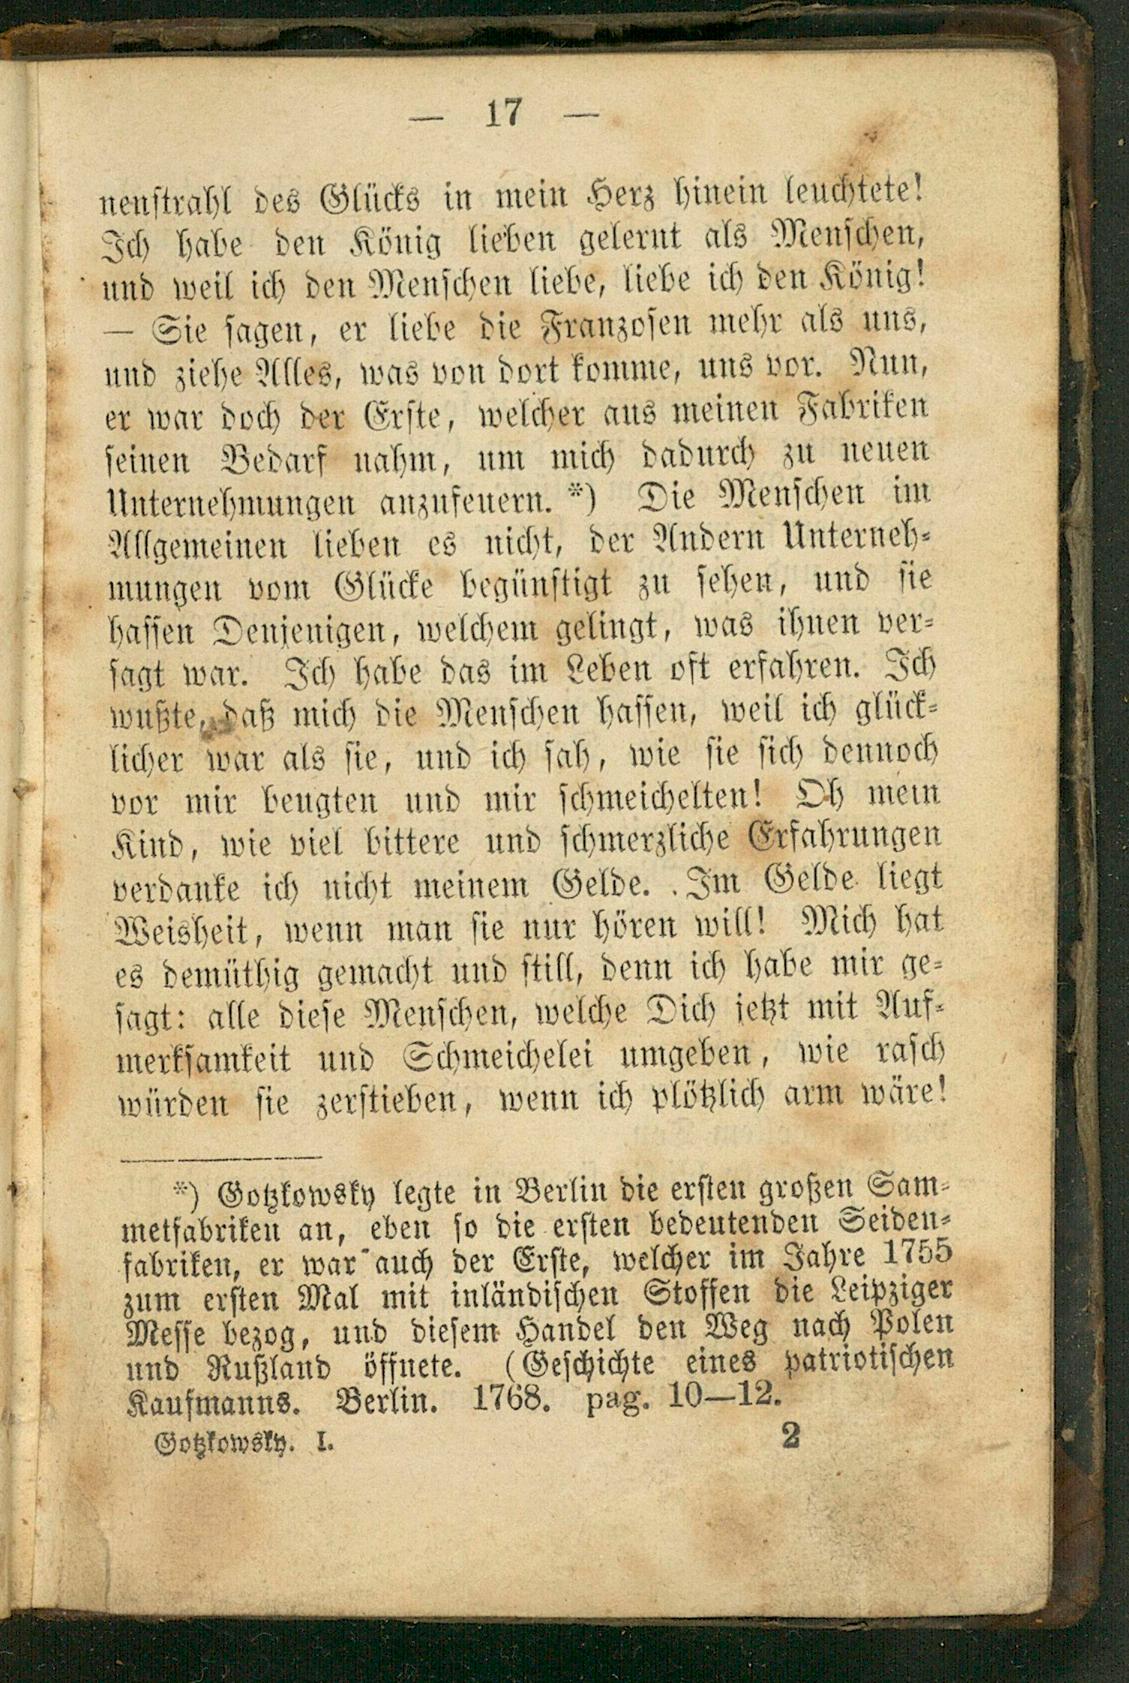 — 17 —
nenstrahl des Glücks in mein Herz hinein leuchtete!
Ich habe den König lieben gelernt als Menschen,
und weil ich den Menschen liebe, liebe ich den König!
— Sie sagen, er liebe die Franzosen mehr als uns,
und ziehe Alles, was von dort komme, uns vor. Nun,
er war doch der Erste, welcher aus meinen Fabriken
seinen Bedarf nahm, um mich dadurch zu neuen
Unternehmungen anzufeuern. *) Die Menschen im
Allgemeinen lieben es nicht, der Andern Unterneh-
mungen vom Glücke begünstigt zu sehen, und sie
hassen Denjenigen, welchem gelingt, was ihnen ver-
sagt war. Ich habe das im Leben oft erfahren. Ich
wußte, daß mich die Menschen hassen, weil ich glück-
licher war als sie, und ich sah, wie sie sich dennoch
vor mir beugten und mir schmeichelten! Oh mein
Kind, wie viel bittere und schmerzliche Erfahrungen
verdanke ich nicht meinem Gelde. Im Gelde liegt
Weisheit, wenn man sie nur hören will! Mich hat
es demüthig gemacht und still, denn ich habe mir ge-
sagt: alle diese Menschen, welche Dich jetzt mit Auf-
merksamkeit und Schmeichelei umgeben, wie rasch
würden sie zerstieben, wenn ich plötzlich arm wäre!
*) Gotzkowsky legte in Berlin die ersten großen Sam-
metfabriken an, eben so die ersten bedeutenden Seiden-
fabriken, er war auch der Erste, welcher im Jahre 1755
zum ersten Mal mit inländischen Stoffen die Leipziger
Messe bezog, und diesem Handel den Weg nach Polen
und Rußland öffnete. (Geschichte eines patriotischen
Kaufmanns. Berlin. 1768. pag. 10—12.
Gotzkowsky. I. 2